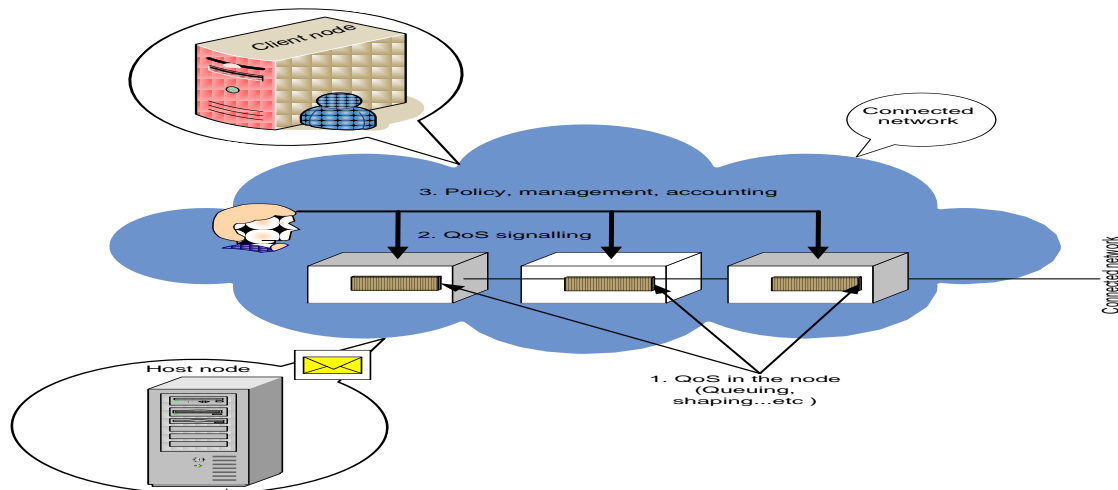 Client node
Connected
network
3. Policy, management, accounting
2. QoS signalling
Connected network
Host node
1. QoS in the node
(Queuing,
shaping...etc )